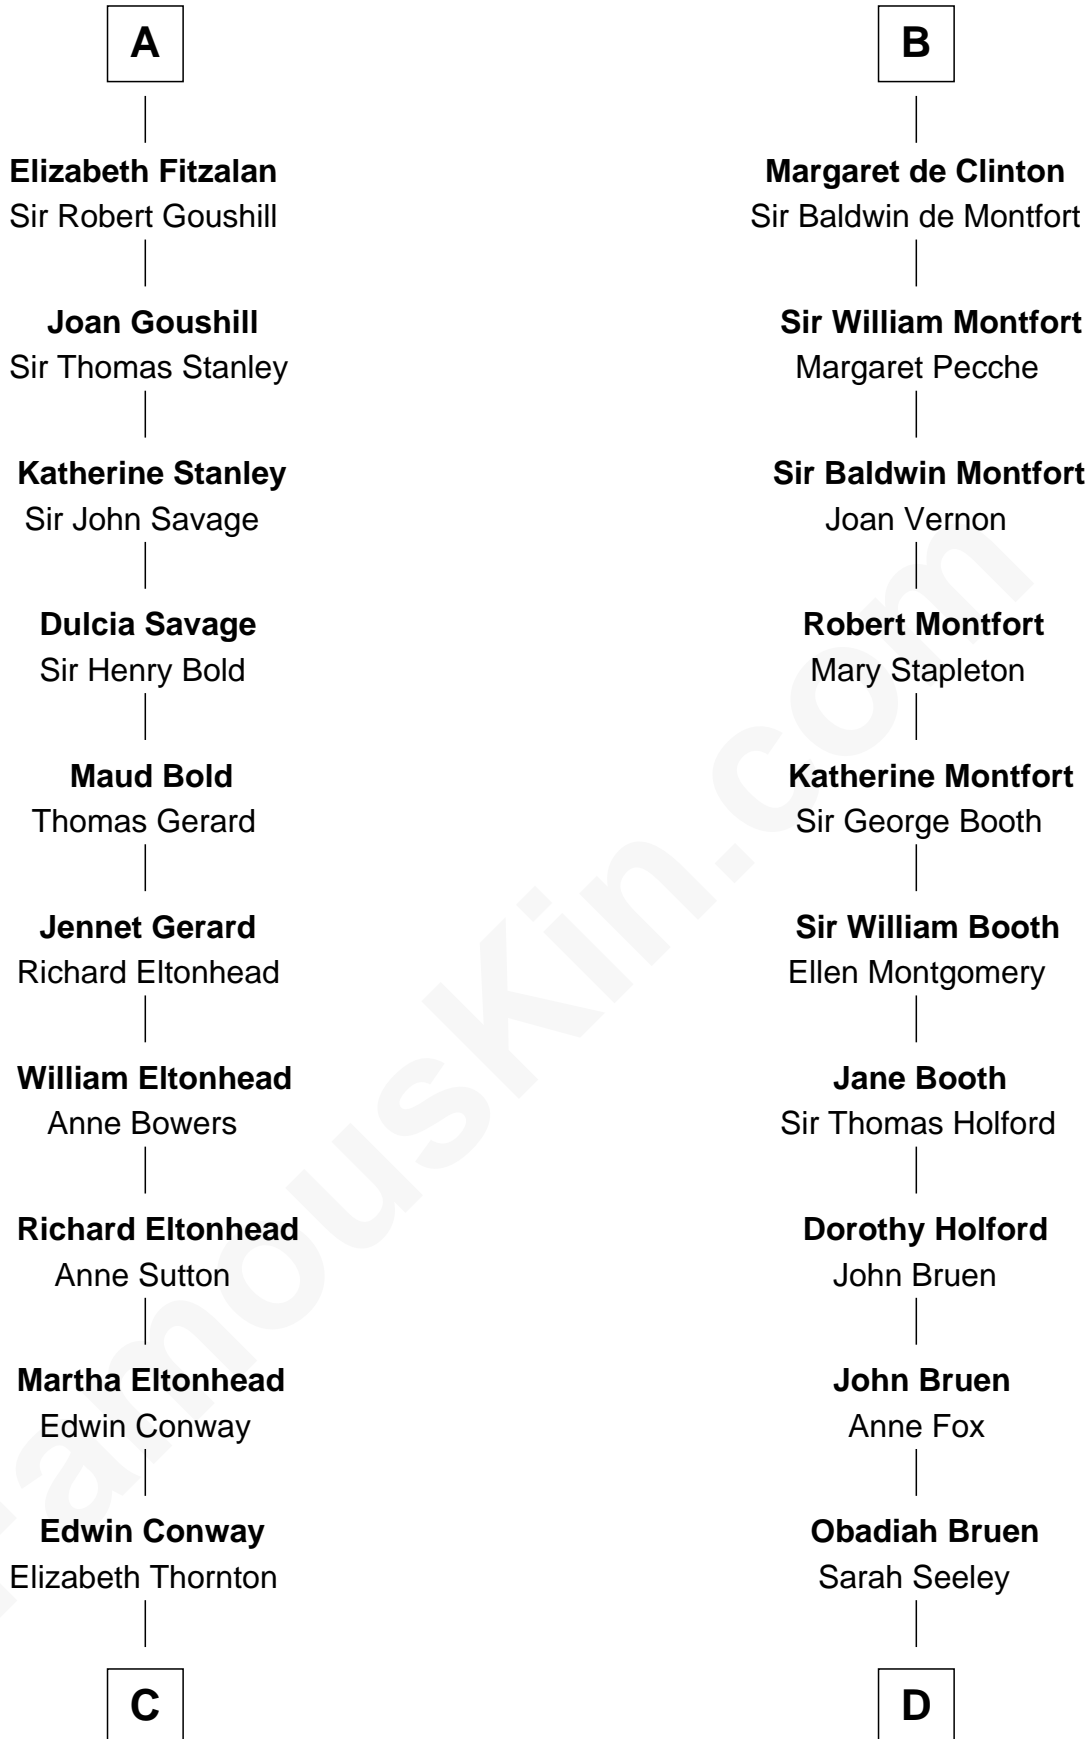 A
Elizabeth Fitzalan
Sir Robert Goushill
Joan Goushill
Sir Thomas Stanley
Katherine Stanley
Sir John Savage
Dulcia Savage
Sir Henry Bold
Maud Bold
Thomas Gerard
Jennet Gerard
Richard Eltonhead
William Eltonhead
Anne Bowers
Richard Eltonhead
Anne Sutton
Martha Eltonhead
Edwin Conway
Edwin Conway
Elizabeth Thornton
C
B
Margaret de Clinton
Sir Baldwin de Montfort
Sir William Montfort
Margaret Pecche
Sir Baldwin Montfort
Joan Vernon
Robert Montfort
Mary Stapleton
Katherine Montfort
Sir George Booth
Sir William Booth
Ellen Montgomery
Jane Booth
Sir Thomas Holford
Dorothy Holford
John Bruen
John Bruen
Anne Fox
Obadiah Bruen
Sarah Seeley
D
FamousKin.com